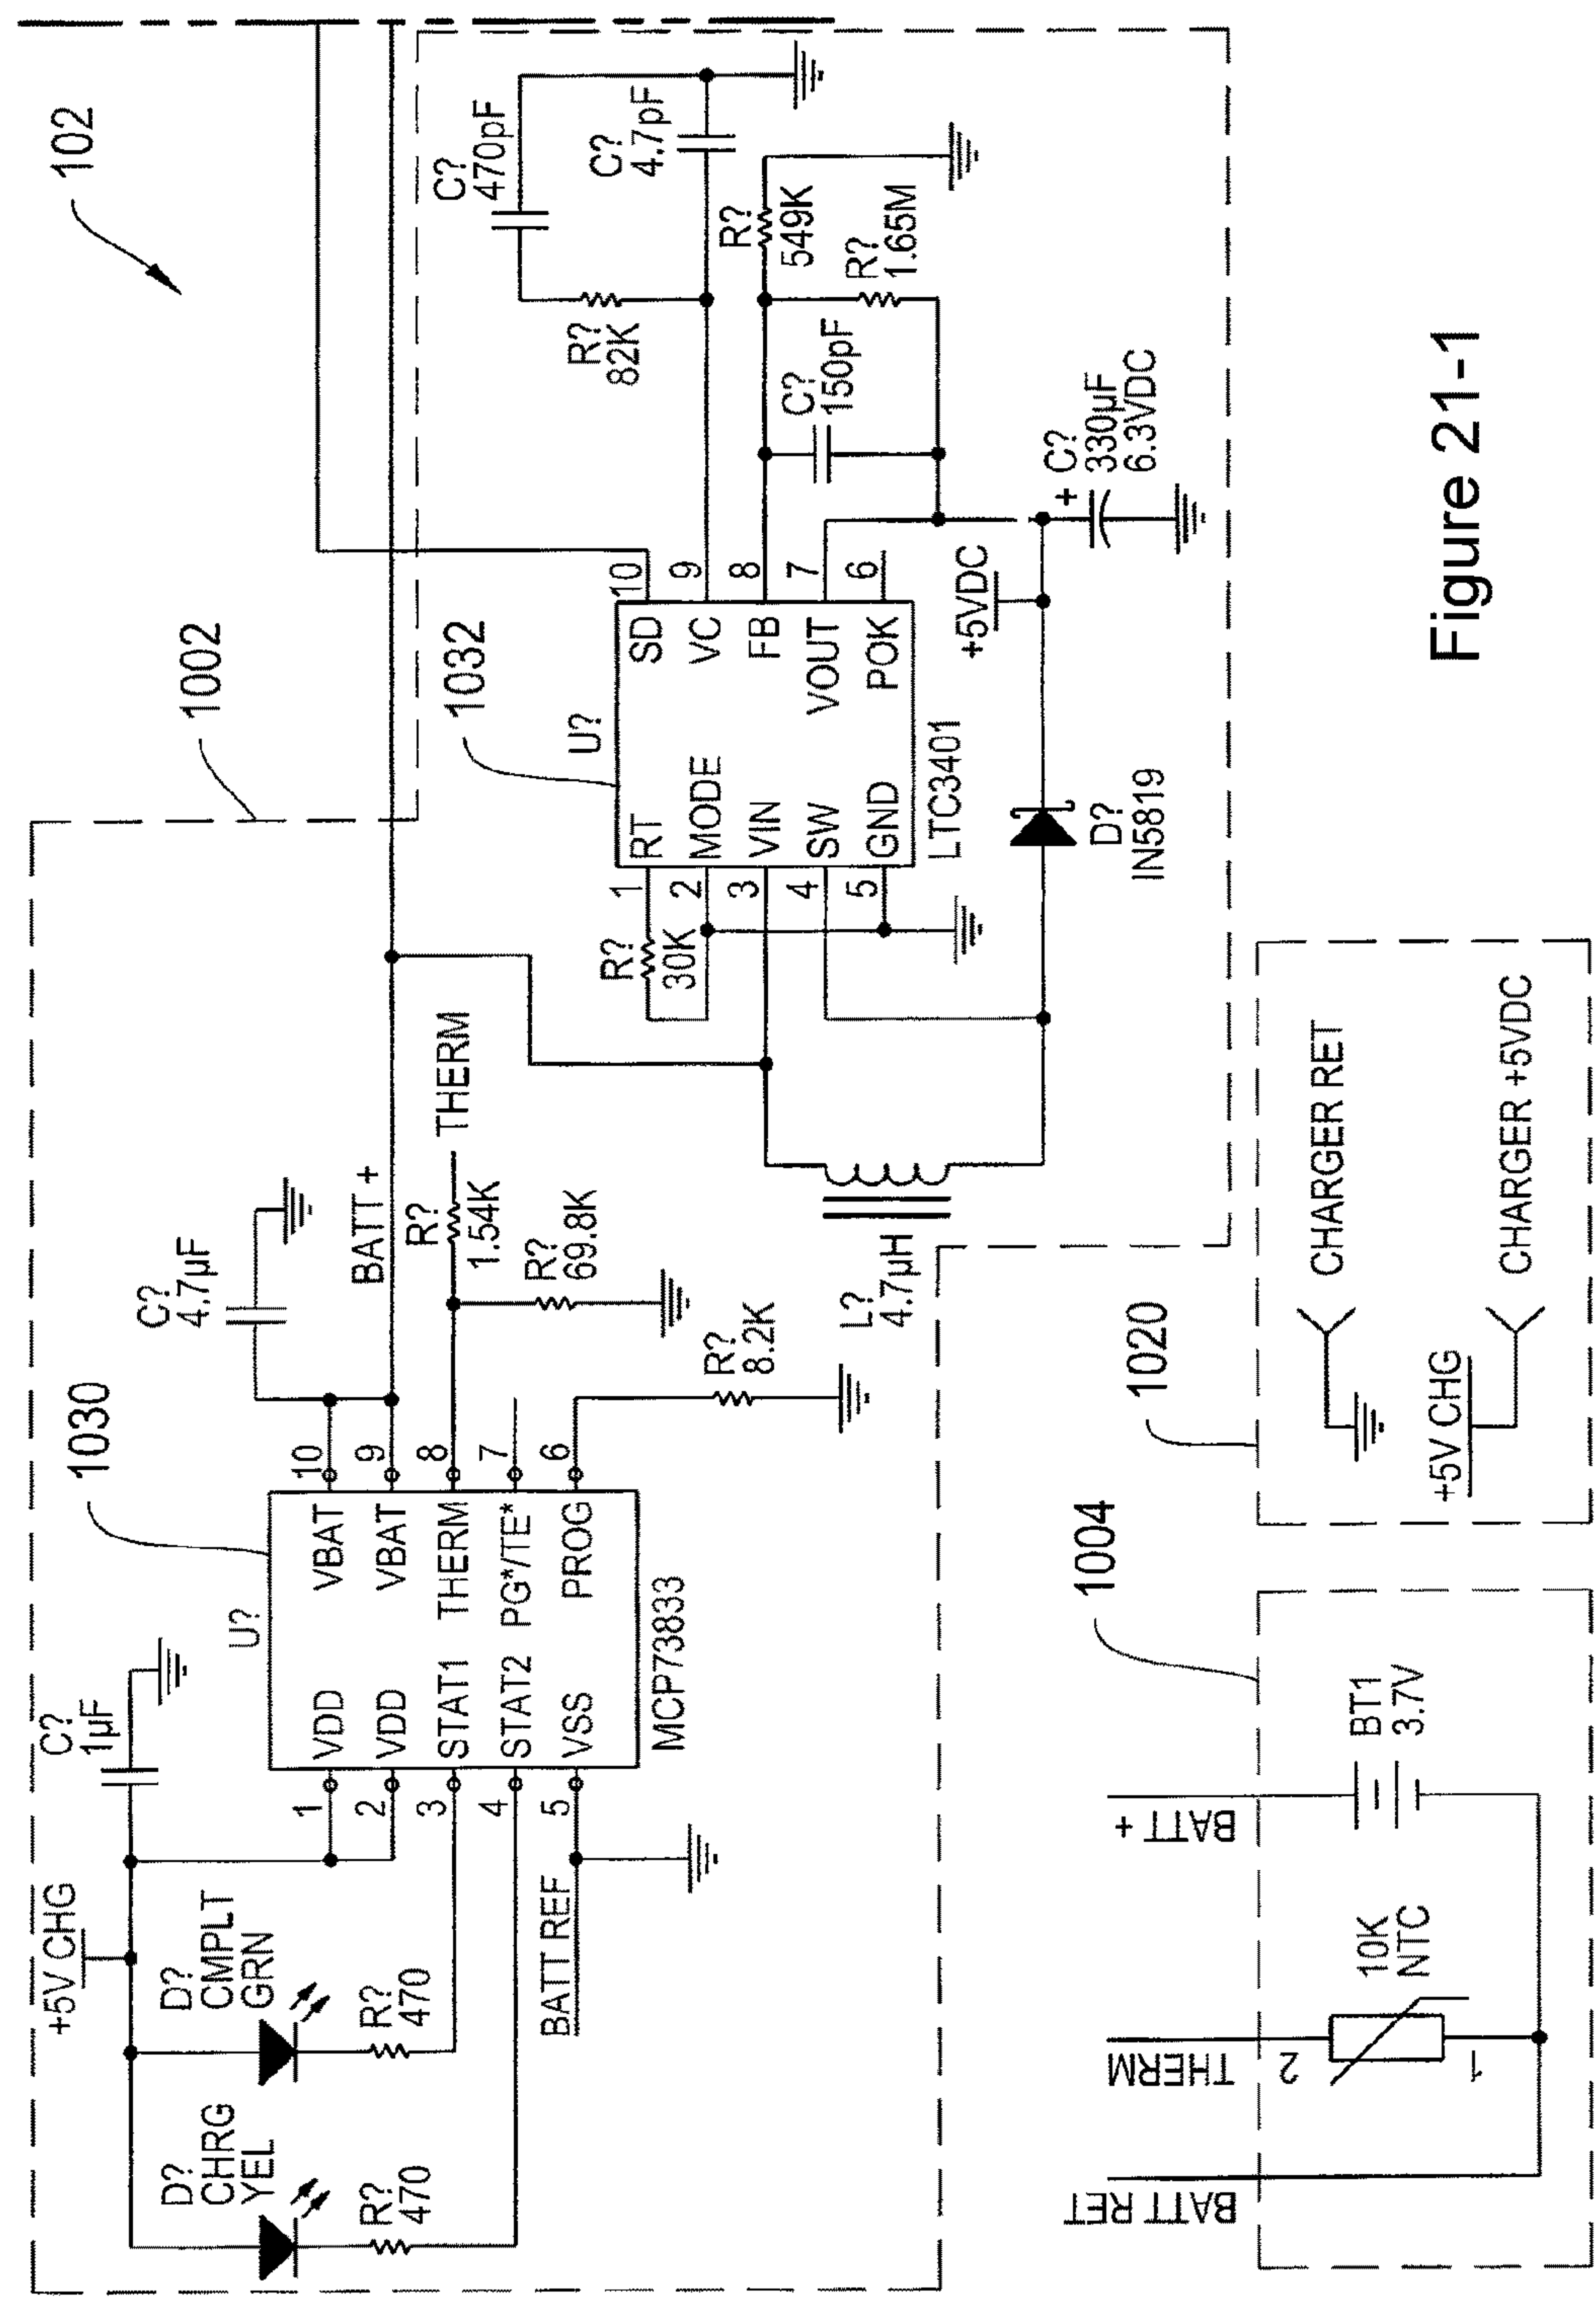 102
1002
1030
+5V CHG
C?
1µF
D?
CMPLT
GRN
D?
CHRG
YEL
R?
470
R?
470
U?
1
2
3
4
5
VDD
VDD
STAT1
STAT2
VSS
VBAT
VBAT
THERM
PG*/TE*
PROG
10
9
8
7
6
MCP73833
BATT REF
C?
4.7µF
BATT +
R?
1.54K
THERM
R?
69.8K
R?
8.2K
L?
4.7µH
1032
U?
R?
30K
1
2
3
4
5
RT
MODE
VIN
SW
GND
SD
VC
FB
VOUT
POK
10
9
8
7
6
LTC3401
C?
470pF
C?
4.7pF
R?
82K
R?
549K
R?
1.65M
C?
150pF
+5VDC
+
C?
330µF
6.3VDC
D?
IN5819
1004
BATT RET
THERM
BATT +
2
1
10K
NTC
BT1
3.7V
1020
+5V CHG
CHARGER RET
CHARGER +5VDC
Figure 21-1